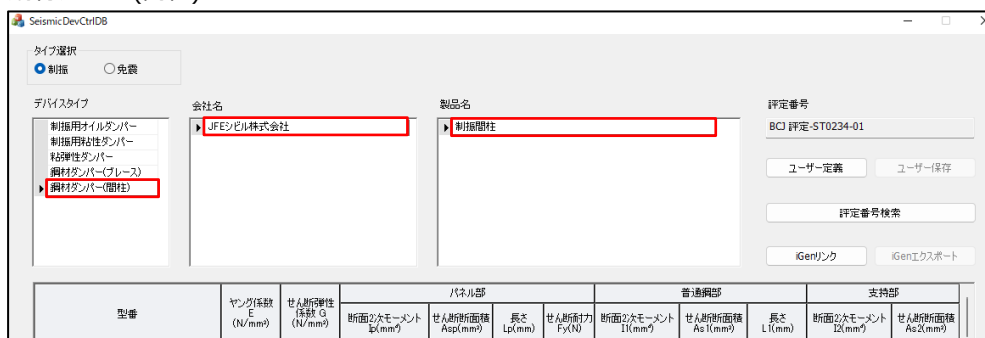 SeismicDevCtrlDB
タイプ選択
制振
免震
デバイスタイプ
会社名
製品名
評定番号
制振用オイルダンパー
制振用粘性ダンパー
粘弾性ダンパー
鋼材ダンパー(ブレース)
鋼材ダンパー(間柱)
JFEシビル株式会社
制振間柱
BCJ 評定-ST0234-01
ユーザー定義
ユーザー保存
評定番号検索
iGenリンク
iGenエクスポート
型番
ヤング係数
E
(N/mm²)
せん断弾性
係数 G
(N/mm²)
パネル部
断面2次モーメント
Ip(mm⁴)
せん断断面積
Asp(mm²)
長さ
Lp(mm)
せん断耐力
Fy(N)
普通鋼部
断面2次モーメント
I1(mm⁴)
せん断断面積
As1(mm²)
長さ
L1(mm)
支持部
断面2次モーメント
I2(mm⁴)
せん断断面積
As2(mm²)